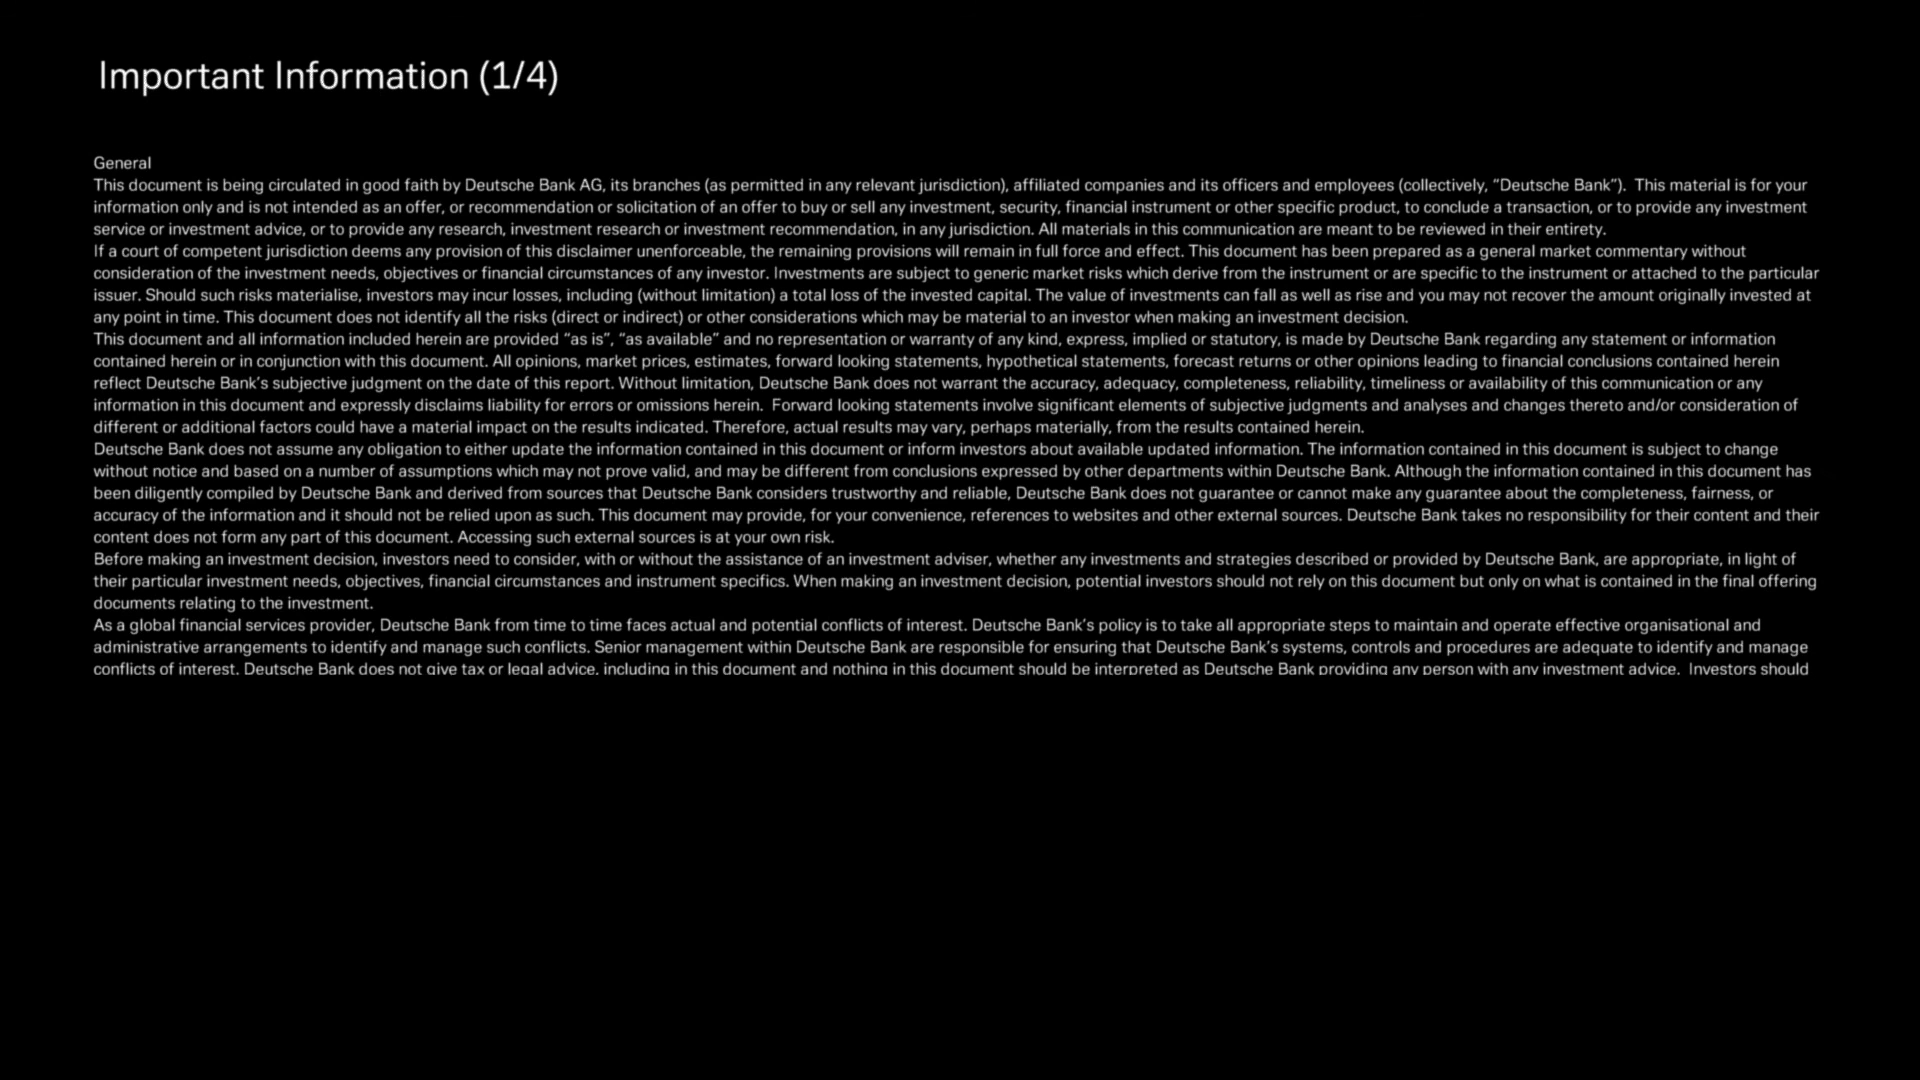 Important Information (1/4)
General
This document is being circulated in good faith by Deutsche Bank AG, its branches (as permitted in any relevant jurisdiction), affiliated companies and its officers and employees (collectively, “Deutsche Bank”).  This material is for your
information only and is not intended as an offer, or recommendation or solicitation of an offer to buy or sell any investment, security, financial instrument or other specific product, to conclude a transaction, or to provide any investment
service or investment advice, or to provide any research, investment research or investment recommendation, in any jurisdiction. All materials in this communication are meant to be reviewed in their entirety.
If a court of competent jurisdiction deems any provision of this disclaimer unenforceable, the remaining provisions will remain in full force and effect. This document has been prepared as a general market commentary without
consideration of the investment needs, objectives or financial circumstances of any investor. Investments are subject to generic market risks which derive from the instrument or are specific to the instrument or attached to the particular
issuer. Should such risks materialise, investors may incur losses, including (without limitation) a total loss of the invested capital. The value of investments can fall as well as rise and you may not recover the amount originally invested at
any point in time. This document does not identify all the risks (direct or indirect) or other considerations which may be material to an investor when making an investment decision.
This document and all information included herein are provided “as is”, “as available” and no representation or warranty of any kind, express, implied or statutory, is made by Deutsche Bank regarding any statement or information
contained herein or in conjunction with this document. All opinions, market prices, estimates, forward looking statements, hypothetical statements, forecast returns or other opinions leading to financial conclusions contained herein
reflect Deutsche Bank’s subjective judgment on the date of this report. Without limitation, Deutsche Bank does not warrant the accuracy, adequacy, completeness, reliability, timeliness or availability of this communication or any
information in this document and expressly disclaims liability for errors or omissions herein.  Forward looking statements involve significant elements of subjective judgments and analyses and changes thereto and/or consideration of
different or additional factors could have a material impact on the results indicated. Therefore, actual results may vary, perhaps materially, from the results contained herein.
Deutsche Bank does not assume any obligation to either update the information contained in this document or inform investors about available updated information. The information contained in this document is subject to change
without notice and based on a number of assumptions which may not prove valid, and may be different from conclusions expressed by other departments within Deutsche Bank. Although the information contained in this document has
been diligently compiled by Deutsche Bank and derived from sources that Deutsche Bank considers trustworthy and reliable, Deutsche Bank does not guarantee or cannot make any guarantee about the completeness, fairness, or
accuracy of the information and it should not be relied upon as such. This document may provide, for your convenience, references to websites and other external sources. Deutsche Bank takes no responsibility for their content and their
content does not form any part of this document. Accessing such external sources is at your own risk.
Before making an investment decision, investors need to consider, with or without the assistance of an investment adviser, whether any investments and strategies described or provided by Deutsche Bank, are appropriate, in light of
their particular investment needs, objectives, financial circumstances and instrument specifics. When making an investment decision, potential investors should not rely on this document but only on what is contained in the final offering
documents relating to the investment.
As a global financial services provider, Deutsche Bank from time to time faces actual and potential conflicts of interest. Deutsche Bank’s policy is to take all appropriate steps to maintain and operate effective organisational and
administrative arrangements to identify and manage such conflicts. Senior management within Deutsche Bank are responsible for ensuring that Deutsche Bank’s systems, controls and procedures are adequate to identify and manage
conflicts of interest. Deutsche Bank does not give tax or legal advice, including in this document and nothing in this document should be interpreted as Deutsche Bank providing any person with any investment advice.  Investors should